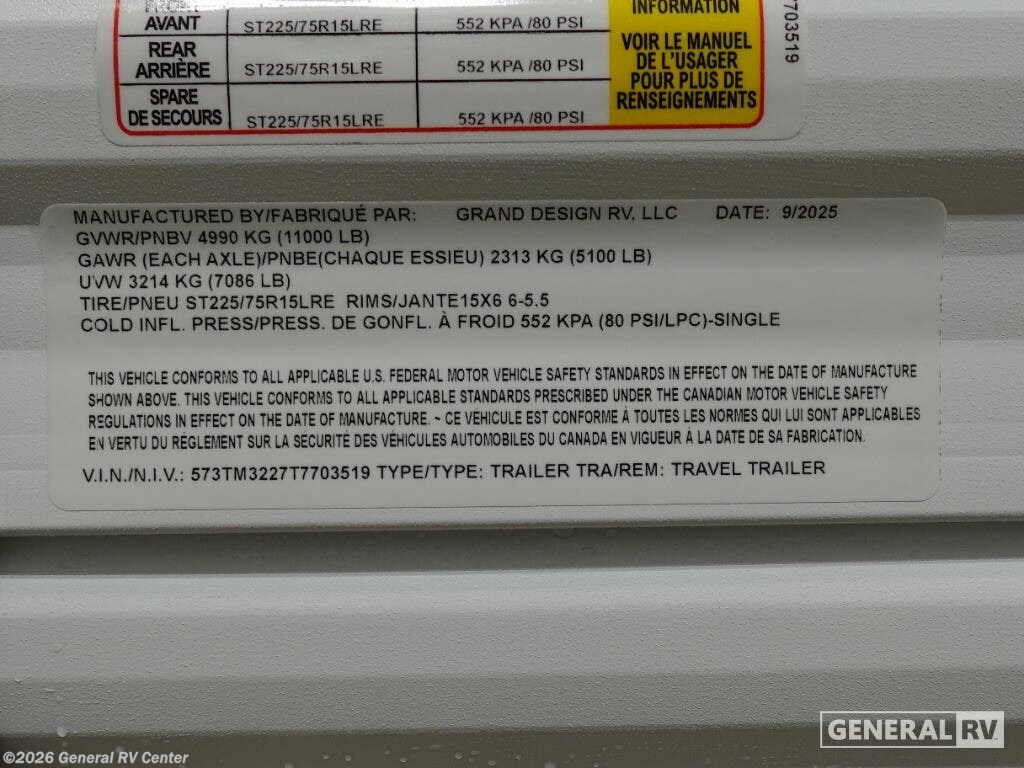 FRONT
AVANT ST225/75R15LRE 552 KPA /80 PSI
REAR
ARRIÈRE ST225/75R15LRE 552 KPA /80 PSI
SPARE
DE SECOURS ST225/75R15LRE 552 KPA /80 PSI
INFORMATION
VOIR LE MANUEL
DE L'USAGER
POUR PLUS DE
RENSEIGNEMENTS
7703519
MANUFACTURED BY/FABRIQUÉ PAR: GRAND DESIGN RV, LLC DATE: 9/2025
GVWR/PNBV 4990 KG (11000 LB)
GAWR (EACH AXLE)/PNBE(CHAQUE ESSIEU) 2313 KG (5100 LB)
UVW 3214 KG (7086 LB)
TIRE/PNEU ST225/75R15LRE RIMS/JANTE15X6 6-5.5
COLD INFL. PRESS/PRESS. DE GONFL. À FROID 552 KPA (80 PSI/LPC)-SINGLE
THIS VEHICLE CONFORMS TO ALL APPLICABLE U.S. FEDERAL MOTOR VEHICLE SAFETY STANDARDS IN EFFECT ON THE DATE OF MANUFACTURE
SHOWN ABOVE. THIS VEHICLE CONFORMS TO ALL APPLICABLE STANDARDS PRESCRIBED UNDER THE CANADIAN MOTOR VEHICLE SAFETY
REGULATIONS IN EFFECT ON THE DATE OF MANUFACTURE. ~ CE VÉHICULE EST CONFORME À TOUTES LES NORMES QUI LUI SONT APPLICABLES
EN VERTU DU RÉGLEMENT SUR LA SÉCURITÉ DES VÉHICULES AUTOMOBILES DU CANADA EN VIGUEUR À LA DATE DE SA FABRICATION.
V.I.N./N.I.V.: 573TM3227T7703519 TYPE/TYPE: TRAILER TRA/REM: TRAVEL TRAILER
GENERAL RV
©2026 General RV Center